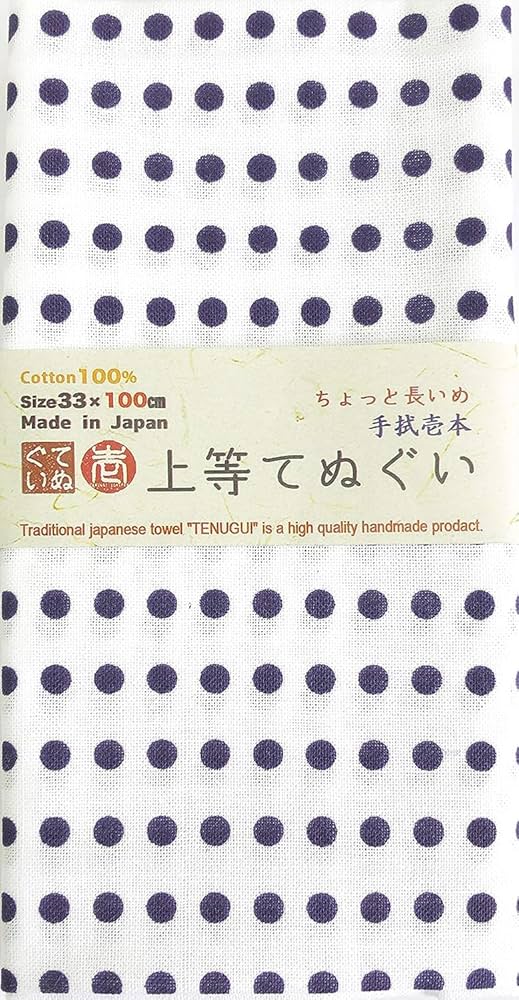 Cotton100%
Size33×100cm
Made in Japan
ちょっと長いめ
手拭壱本
てぬぐい
壱
上等てぬぐい
Traditional japanese towel "TENUGUI" is a high quality handmade prodact.